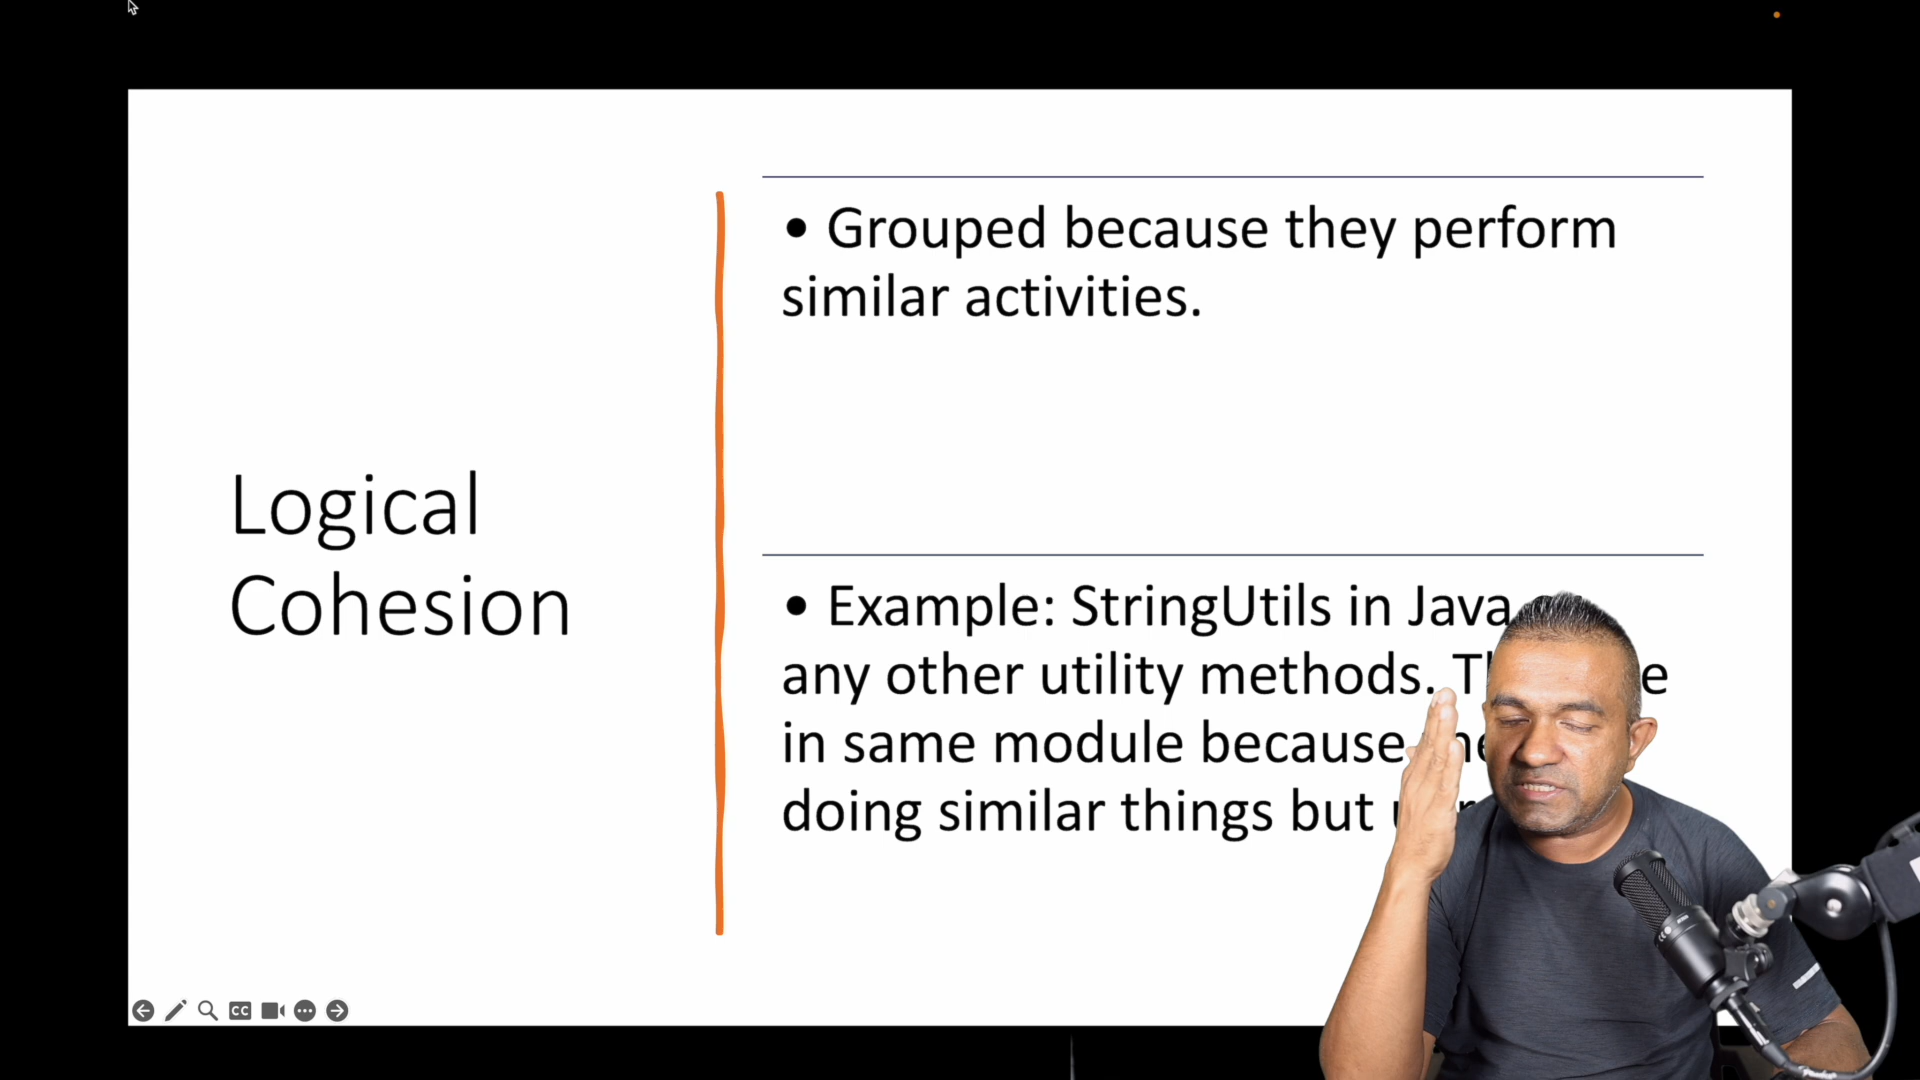 Logical
Cohesion
• Grouped because they perform
similar activities.
• Example: StringUtils in Java
any other utility methods.
in same module because
doing similar things but
CC